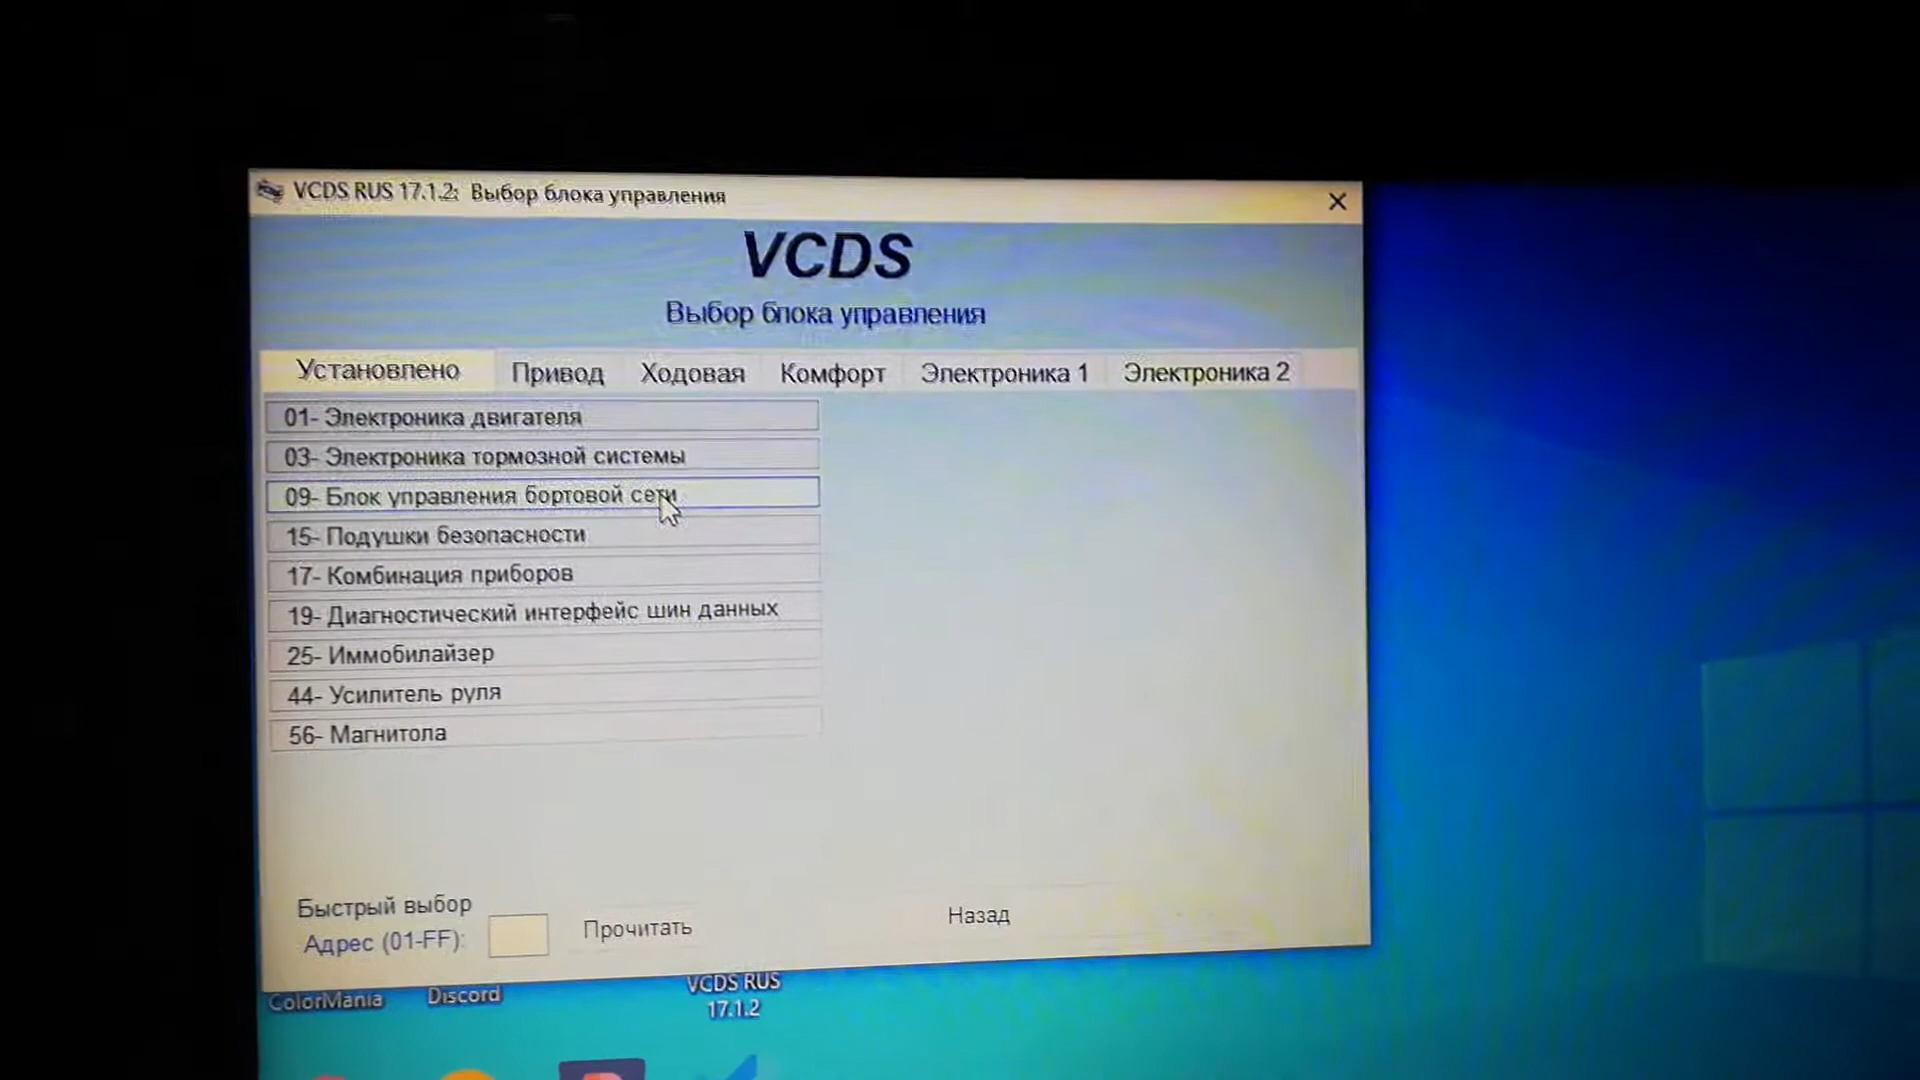 VCDS RUS 17.1.2: Выбор блока управления
VCDS
Выбор блока управления
Установлено Привод Ходовая Комфорт Электроника 1 Электроника 2
01- Электроника двигателя
03- Электроника тормозной системы
09- Блок управления бортовой сети
15- Подушки безопасности
17- Комбинация приборов
19- Диагностический интерфейс шин данных
25- Иммобилайзер
44- Усилитель руля
56- Магнитола
Быстрый выбор
Адрес (01-FF):
Прочитать
Назад
ColorMania
Discord
VCDS RUS
17.1.2